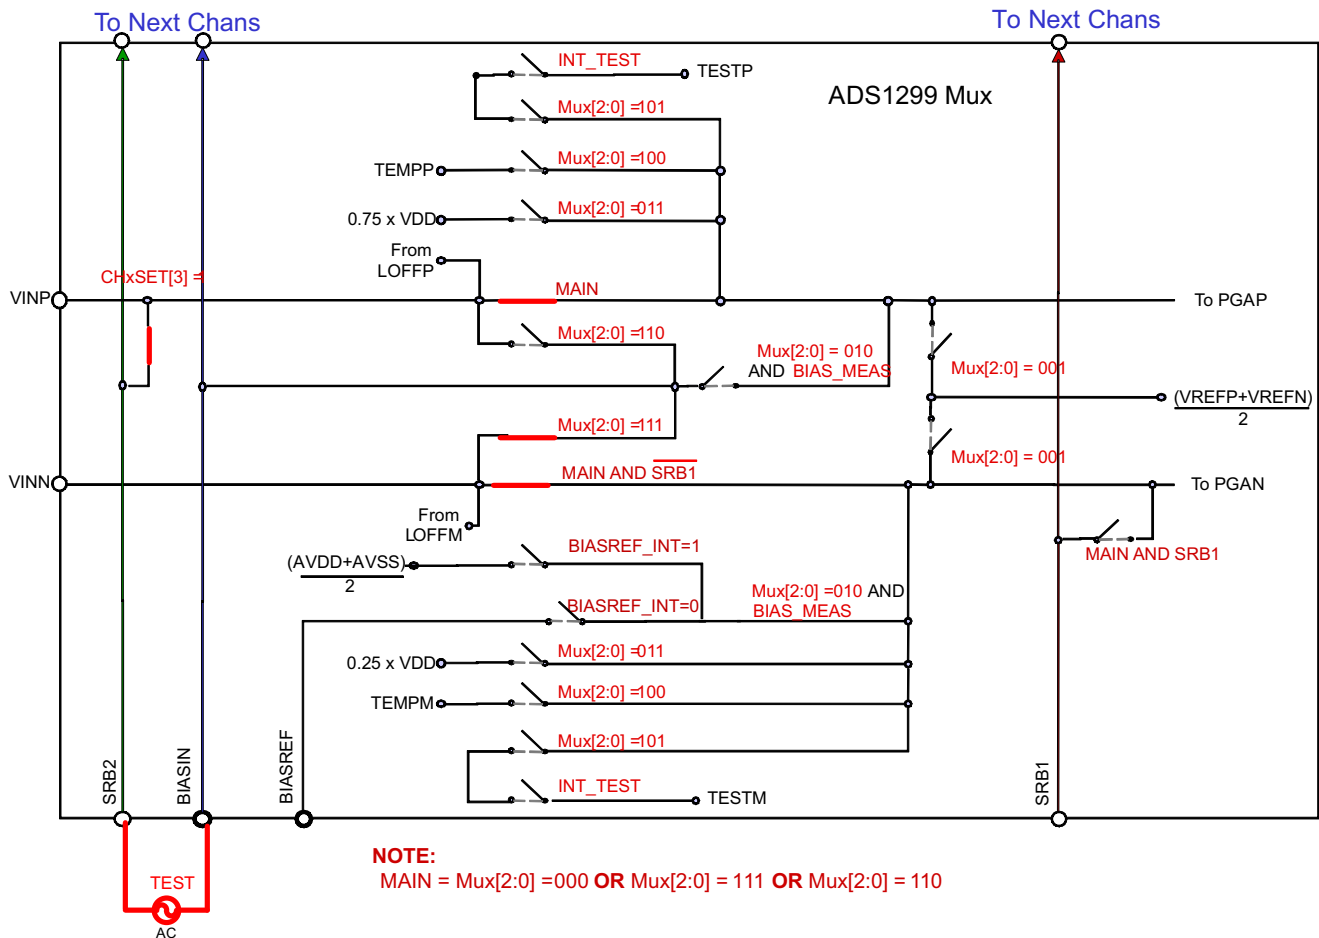 To Next Chans
To Next Chans
INT_TEST
TESTP
ADS1299 Mux
Mux[2:0] =101
TEMPP
Mux[2:0] =100
0.75 x VDD
Mux[2:0] =011
From
LOFFP
CHxSET[3] =
VINP
MAIN
To PGAP
Mux[2:0] =110
Mux[2:0] = 010
AND BIAS_MEAS
Mux[2:0] = 001
(VREFP+VREFN)
2
Mux[2:0] =111
Mux[2:0] = 001
VINN
MAIN AND SRB1
To PGAN
From
LOFFM
BIASREF_INT=1
MAIN AND SRB1
(AVDD+AVSS)
2
BIASREF_INT=0
Mux[2:0] =010 AND
BIAS_MEAS
0.25 x VDD
Mux[2:0] =011
TEMPM
Mux[2:0] =100
Mux[2:0] =101
INT_TEST
TESTM
SRB2
BIASIN
BIASREF
SRB1
TEST
AC
NOTE:
MAIN = Mux[2:0] =000 OR Mux[2:0] = 111 OR Mux[2:0] = 110